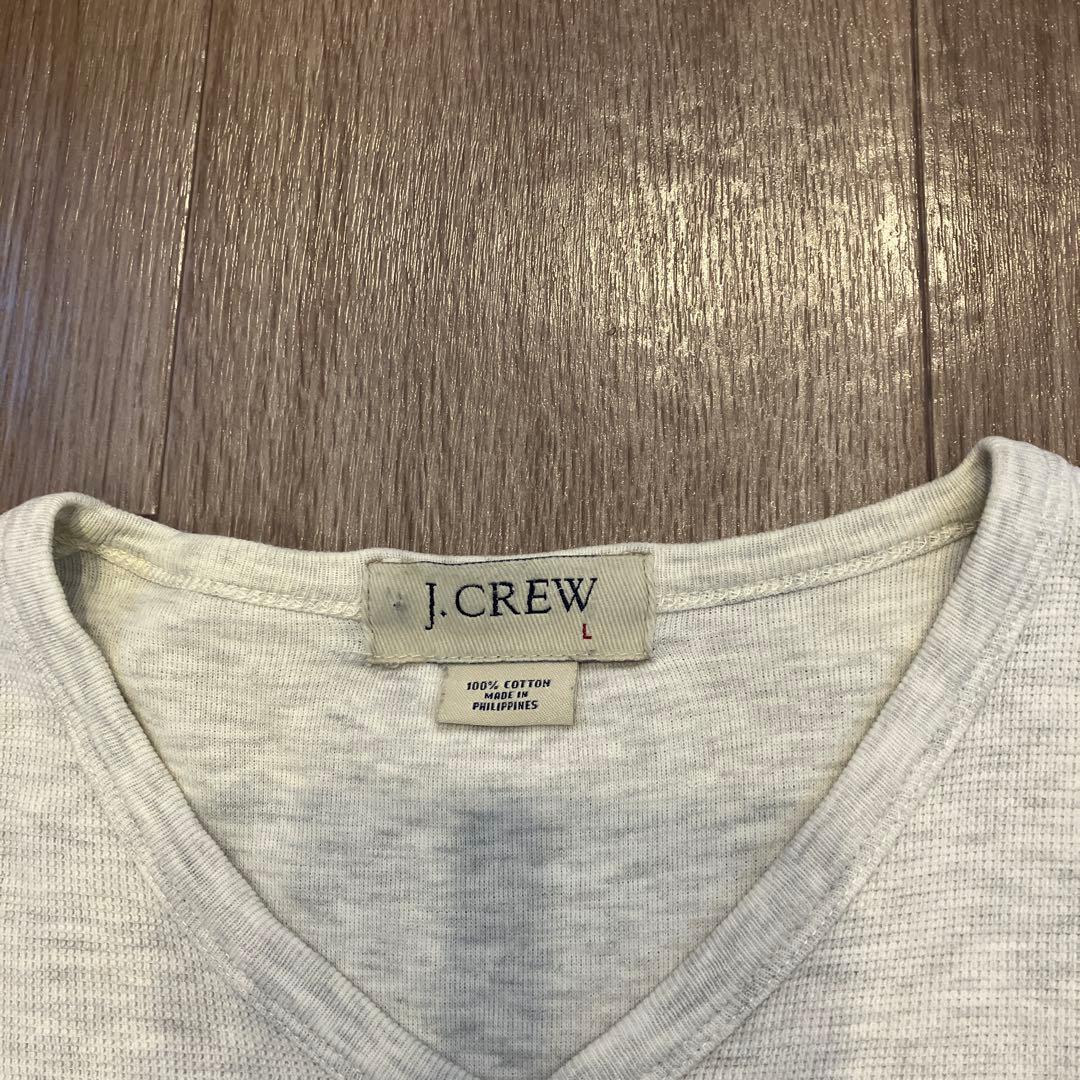 J.CREW
L
100% COTTON
MADE IN
PHILIPPINES